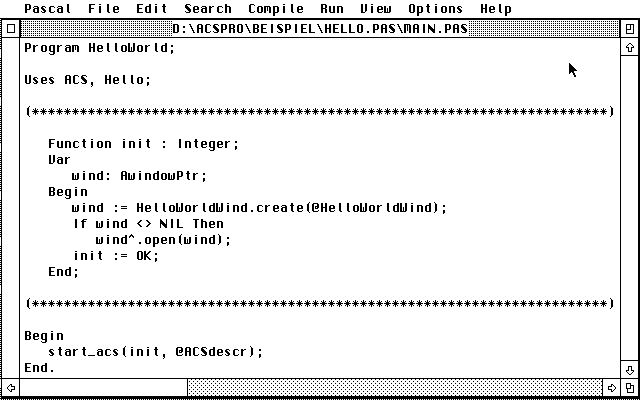 Pascal File Edit Search Compile Run View Options Help
D:\ACSPRO\BEISPIEL\HELLO.PAS\MAIN.PAS
Program HelloWorld;
Uses ACS, Hello;
(************************************************************************)
Function init : Integer;
Var
wind: AwindowPtr;
Begin
wind := HelloWorldWind.create(@HelloWorldWind);
If wind <> NIL Then
wind^.open(wind);
init := OK;
End;
(************************************************************************)
Begin
start_acs(init, @ACSdescr);
End.